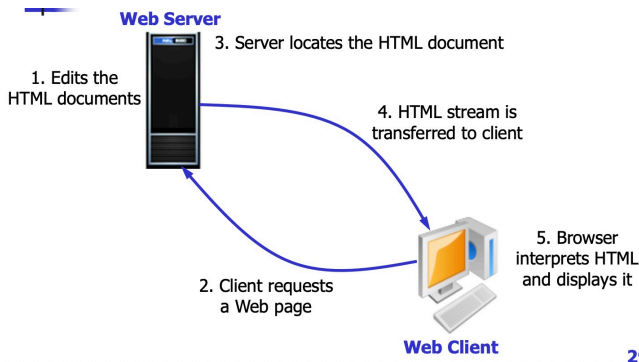 Web Server
3. Server locates the HTML document
1. Edits the
HTML documents
4. HTML stream is
transferred to client
5. Browser
interprets HTML
and displays it
2. Client requests
a Web page
Web Client